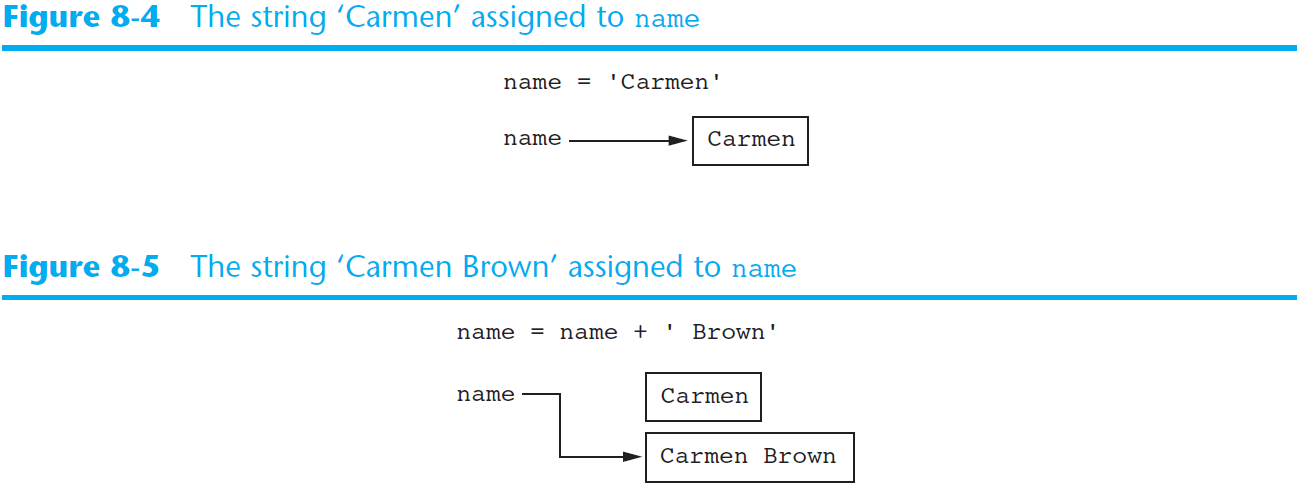 Figure 8-4 The string ‘Carmen’ assigned to name
name = 'Carmen'
name Carmen
Figure 8-5 The string ‘Carmen Brown’ assigned to name
name = name + ' Brown'
name Carmen
Carmen Brown